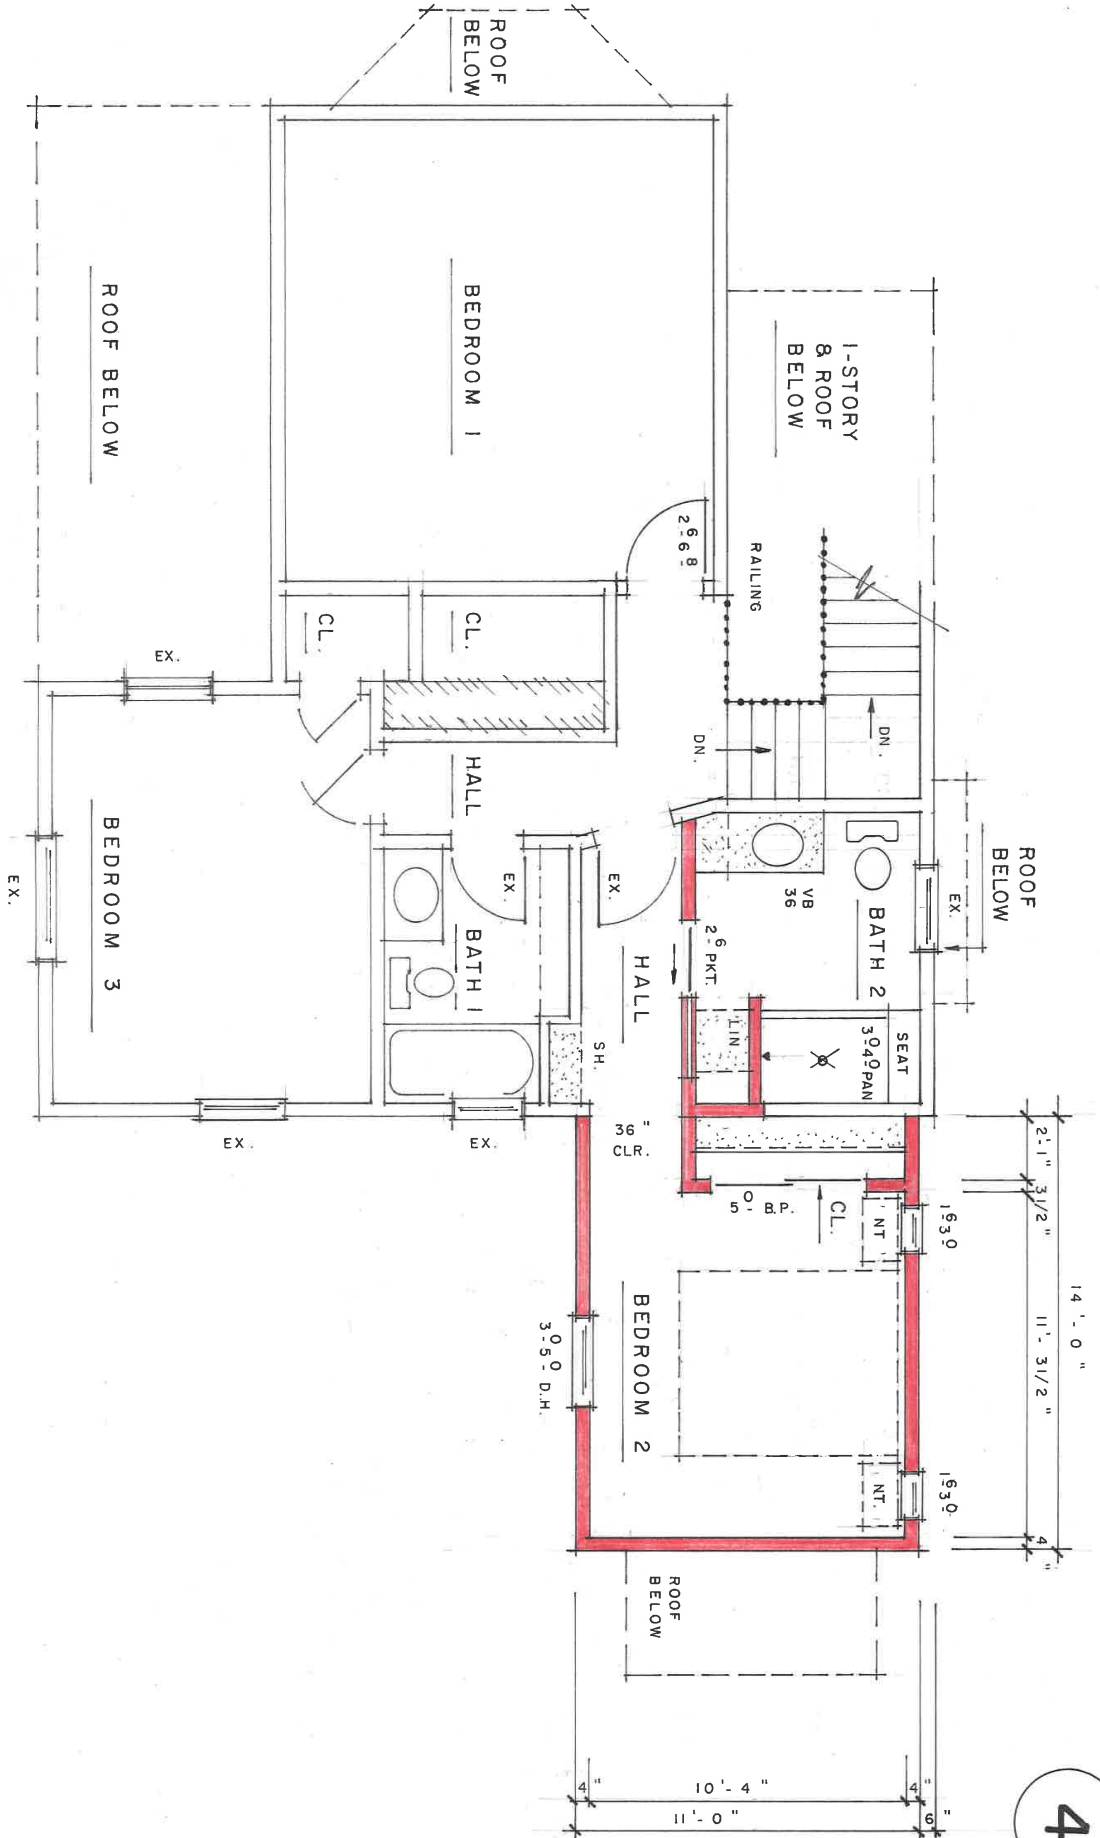 ROOF
BELOW
ROOF BELOW
BEDROOM 1
1-STORY
& ROOF
BELOW
2⁶-6⁸
RAILING
DN.
DN.
CL.
CL.
EX.
HALL
BEDROOM 3
EX.
EX.
BATH 1
EX.
EX.
EX.
HALL
SH.
VB
36
BATH 2
2⁶- PKT.
LIN
SEAT
3⁰4⁰ PAN
EX.
ROOF
BELOW
36"
CLR.
5⁰- B.P.
CL.
NT
BEDROOM 2
NT.
3⁰-5⁰- D.H.
1⁶3⁰
1⁶3⁰
2'-1"
3 1/2"
11'- 3 1/2"
4"
14'-0"
ROOF
BELOW
4"
10'-4"
4"
11'-0"
6"
4